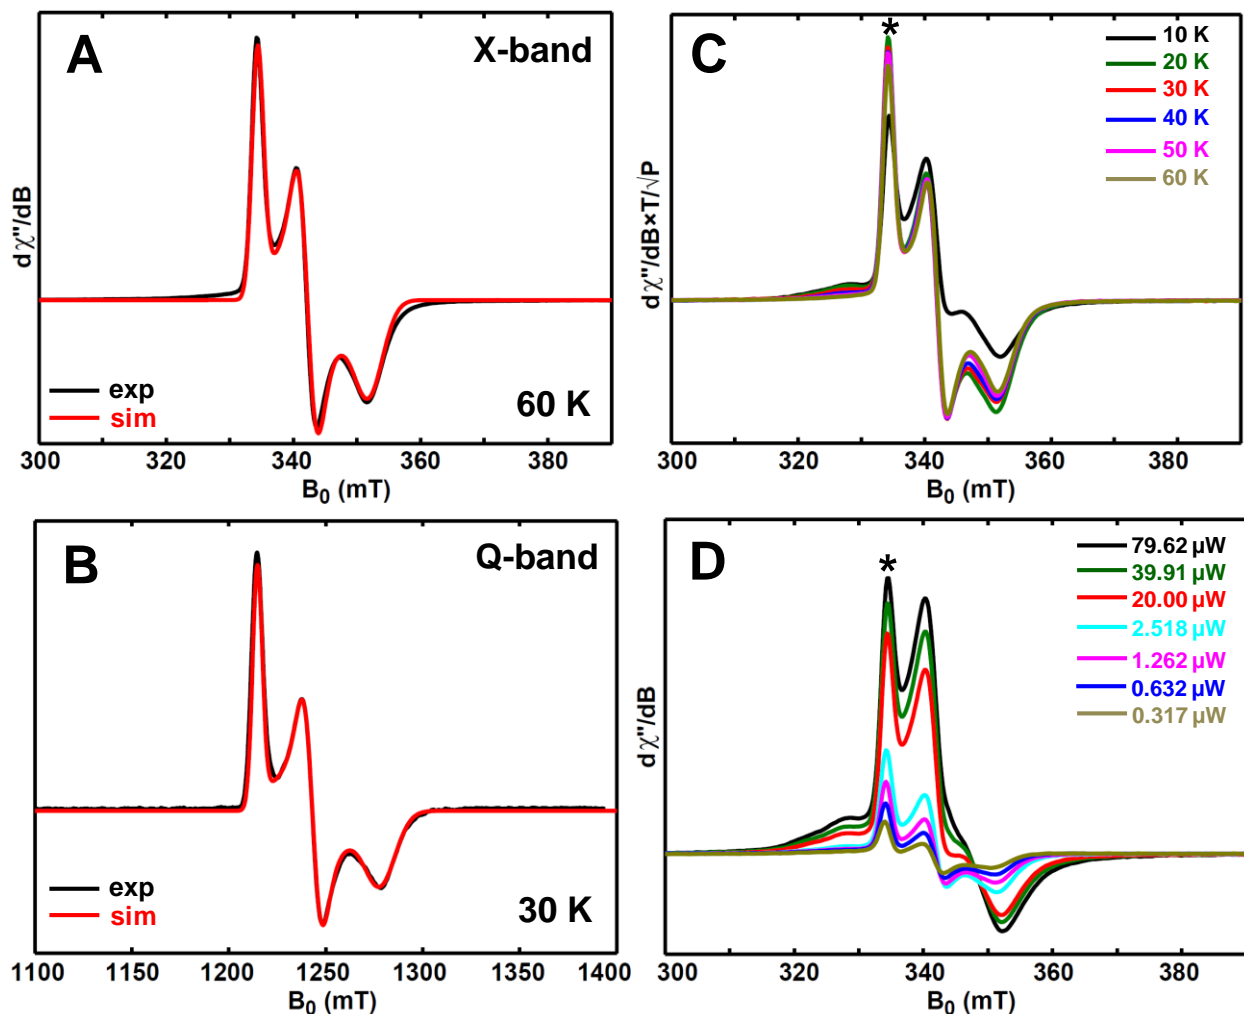 A
X-band
dχ''/dB
exp
sim
60 K
300 320 340 360 380
B0 (mT)
C
*
10 K
20 K
30 K
40 K
50 K
60 K
dχ''/dB×T/√P
300 320 340 360 380
B0 (mT)
B
Q-band
exp
sim
30 K
1100 1150 1200 1250 1300 1350 1400
B0 (mT)
D
*
79.62 µW
39.91 µW
20.00 µW
2.518 µW
1.262 µW
0.632 µW
0.317 µW
dχ''/dB
300 320 340 360 380
B0 (mT)